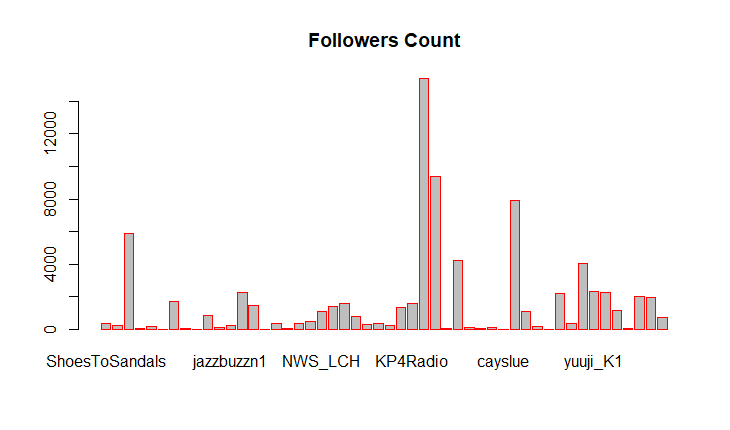 Followers Count
12000
8000
4000
0
ShoesToSandals jazzbuzzn1 NWS_LCH KP4Radio cayslue yuuji_K1